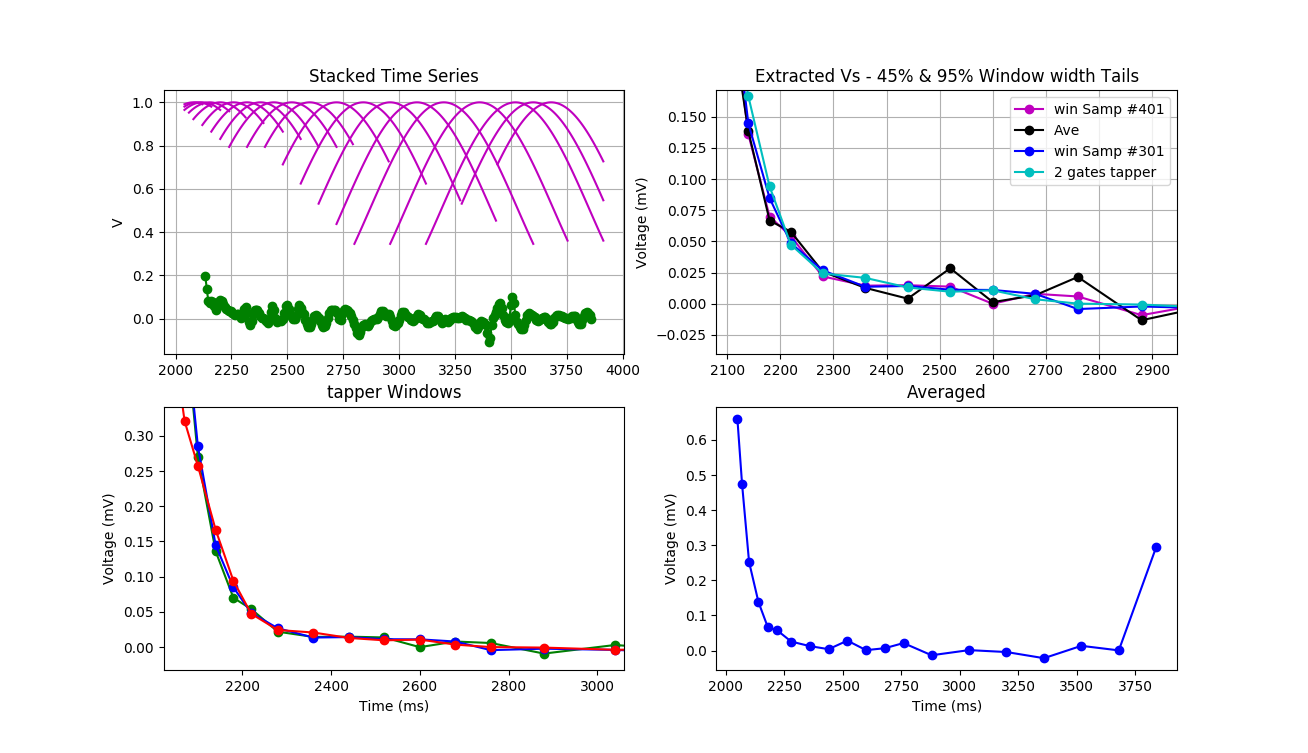 Stacked Time Series
V
1.0
0.8
0.6
0.4
0.2
0.0
2000 2250 2500 2750 3000 3250 3500 3750 4000
Extracted Vs - 45% & 95% Window width Tails
Voltage (mV)
0.150
0.125
0.100
0.075
0.050
0.025
0.000
−0.025
win Samp #401
Ave
win Samp #301
2 gates tapper
2100 2200 2300 2400 2500 2600 2700 2800 2900
tapper Windows
Voltage (mV)
0.30
0.25
0.20
0.15
0.10
0.05
0.00
2200 2400 2600 2800 3000
Time (ms)
Averaged
Voltage (mV)
0.6
0.5
0.4
0.3
0.2
0.1
0.0
2000 2250 2500 2750 3000 3250 3500 3750
Time (ms)